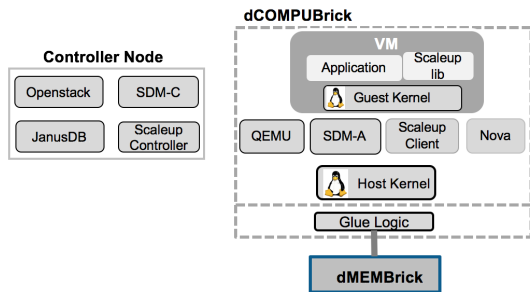 dCOMPUBrick
Controller Node
Openstack
SDM-C
JanusDB
Scaleup
Controller
VM
Application
Scaleup
lib
Guest Kernel
QEMU
SDM-A
Scaleup
Client
Nova
Host Kernel
Glue Logic
dMEMBrick